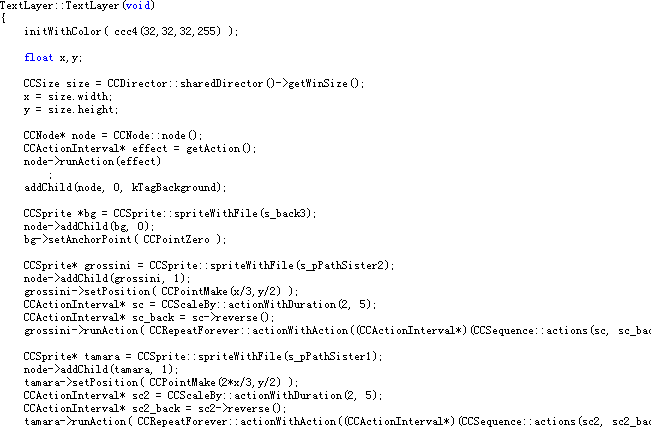 TextLayer::TextLayer(void)
{
initWithColor( ccc4(32,32,32,255) );
float x,y;
CCSize size = CCDirector::sharedDirector()->getWinSize();
x = size.width;
y = size.height;
CCNode* node = CCNode::node();
CCActionInterval* effect = getAction();
node->runAction(effect)
;
addChild(node, 0, kTagBackground);
CCSprite *bg = CCSprite::spriteWithFile(s_back3);
node->addChild(bg, 0);
bg->setAnchorPoint( CCPointZero );
CCSprite* grossini = CCSprite::spriteWithFile(s_pPathSister2);
node->addChild(grossini, 1);
grossini->setPosition( CCPointMake(x/3,y/2) );
CCActionInterval* sc = CCScaleBy::actionWithDuration(2, 5);
CCActionInterval* sc_back = sc->reverse();
grossini->runAction( CCRepeatForever::actionWithAction((CCActionInterval*)(CCSequence::actions(sc, sc_bac
CCSprite* tamara = CCSprite::spriteWithFile(s_pPathSister1);
node->addChild(tamara, 1);
tamara->setPosition( CCPointMake(2*x/3,y/2) );
CCActionInterval* sc2 = CCScaleBy::actionWithDuration(2, 5);
CCActionInterval* sc2_back = sc2->reverse();
tamara->runAction( CCRepeatForever::actionWithAction((CCActionInterval*)(CCSequence::actions(sc2, sc2_bac